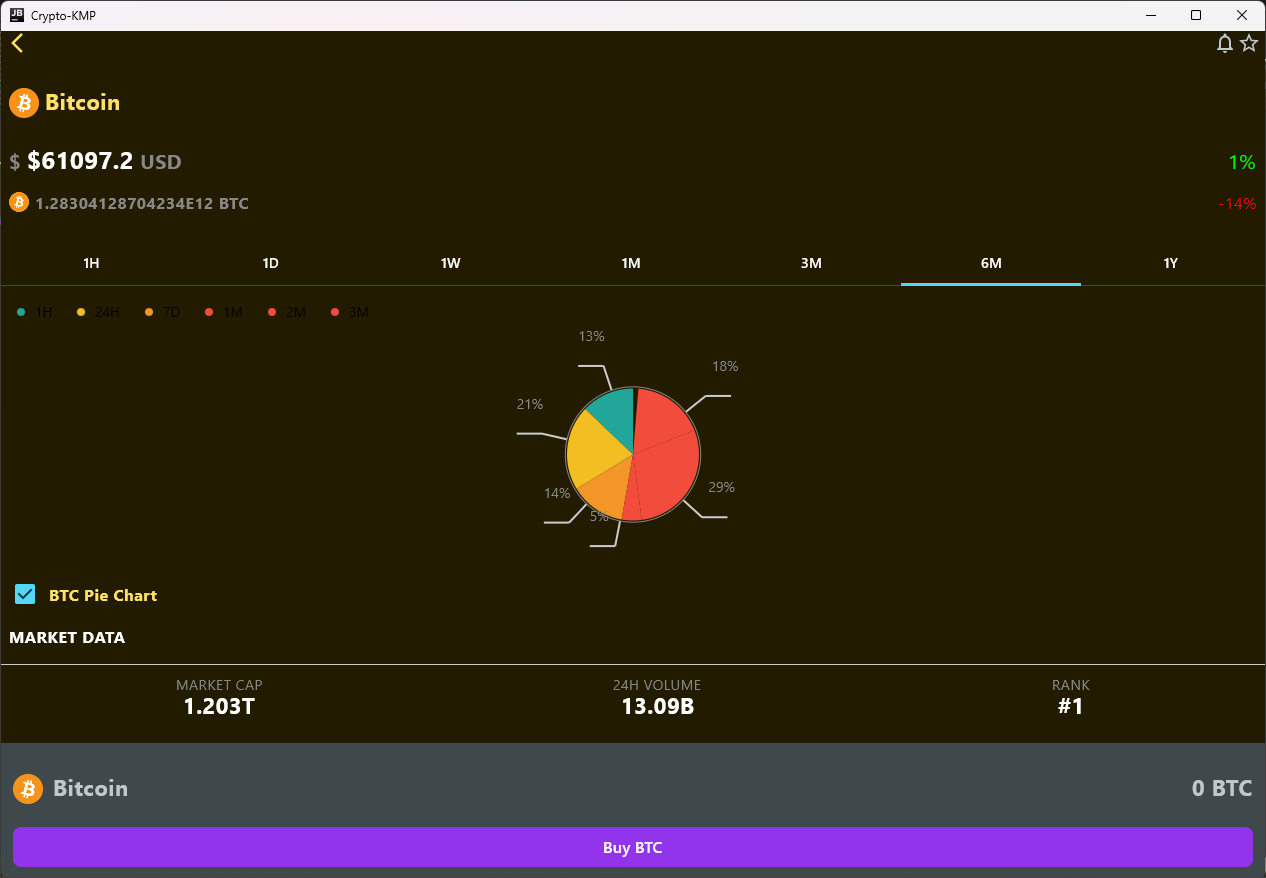 Crypto-KMP
Bitcoin
$ $61097.2 USD
1%
1.28304128704234E12 BTC
-14%
1H 1D 1W 1M 3M 6M 1Y
1H 24H 7D 1M 2M 3M
13%
18%
21%
29%
14%
5%
BTC Pie Chart
MARKET DATA
MARKET CAP 24H VOLUME RANK
1.203T 13.09B #1
Bitcoin 0 BTC
Buy BTC